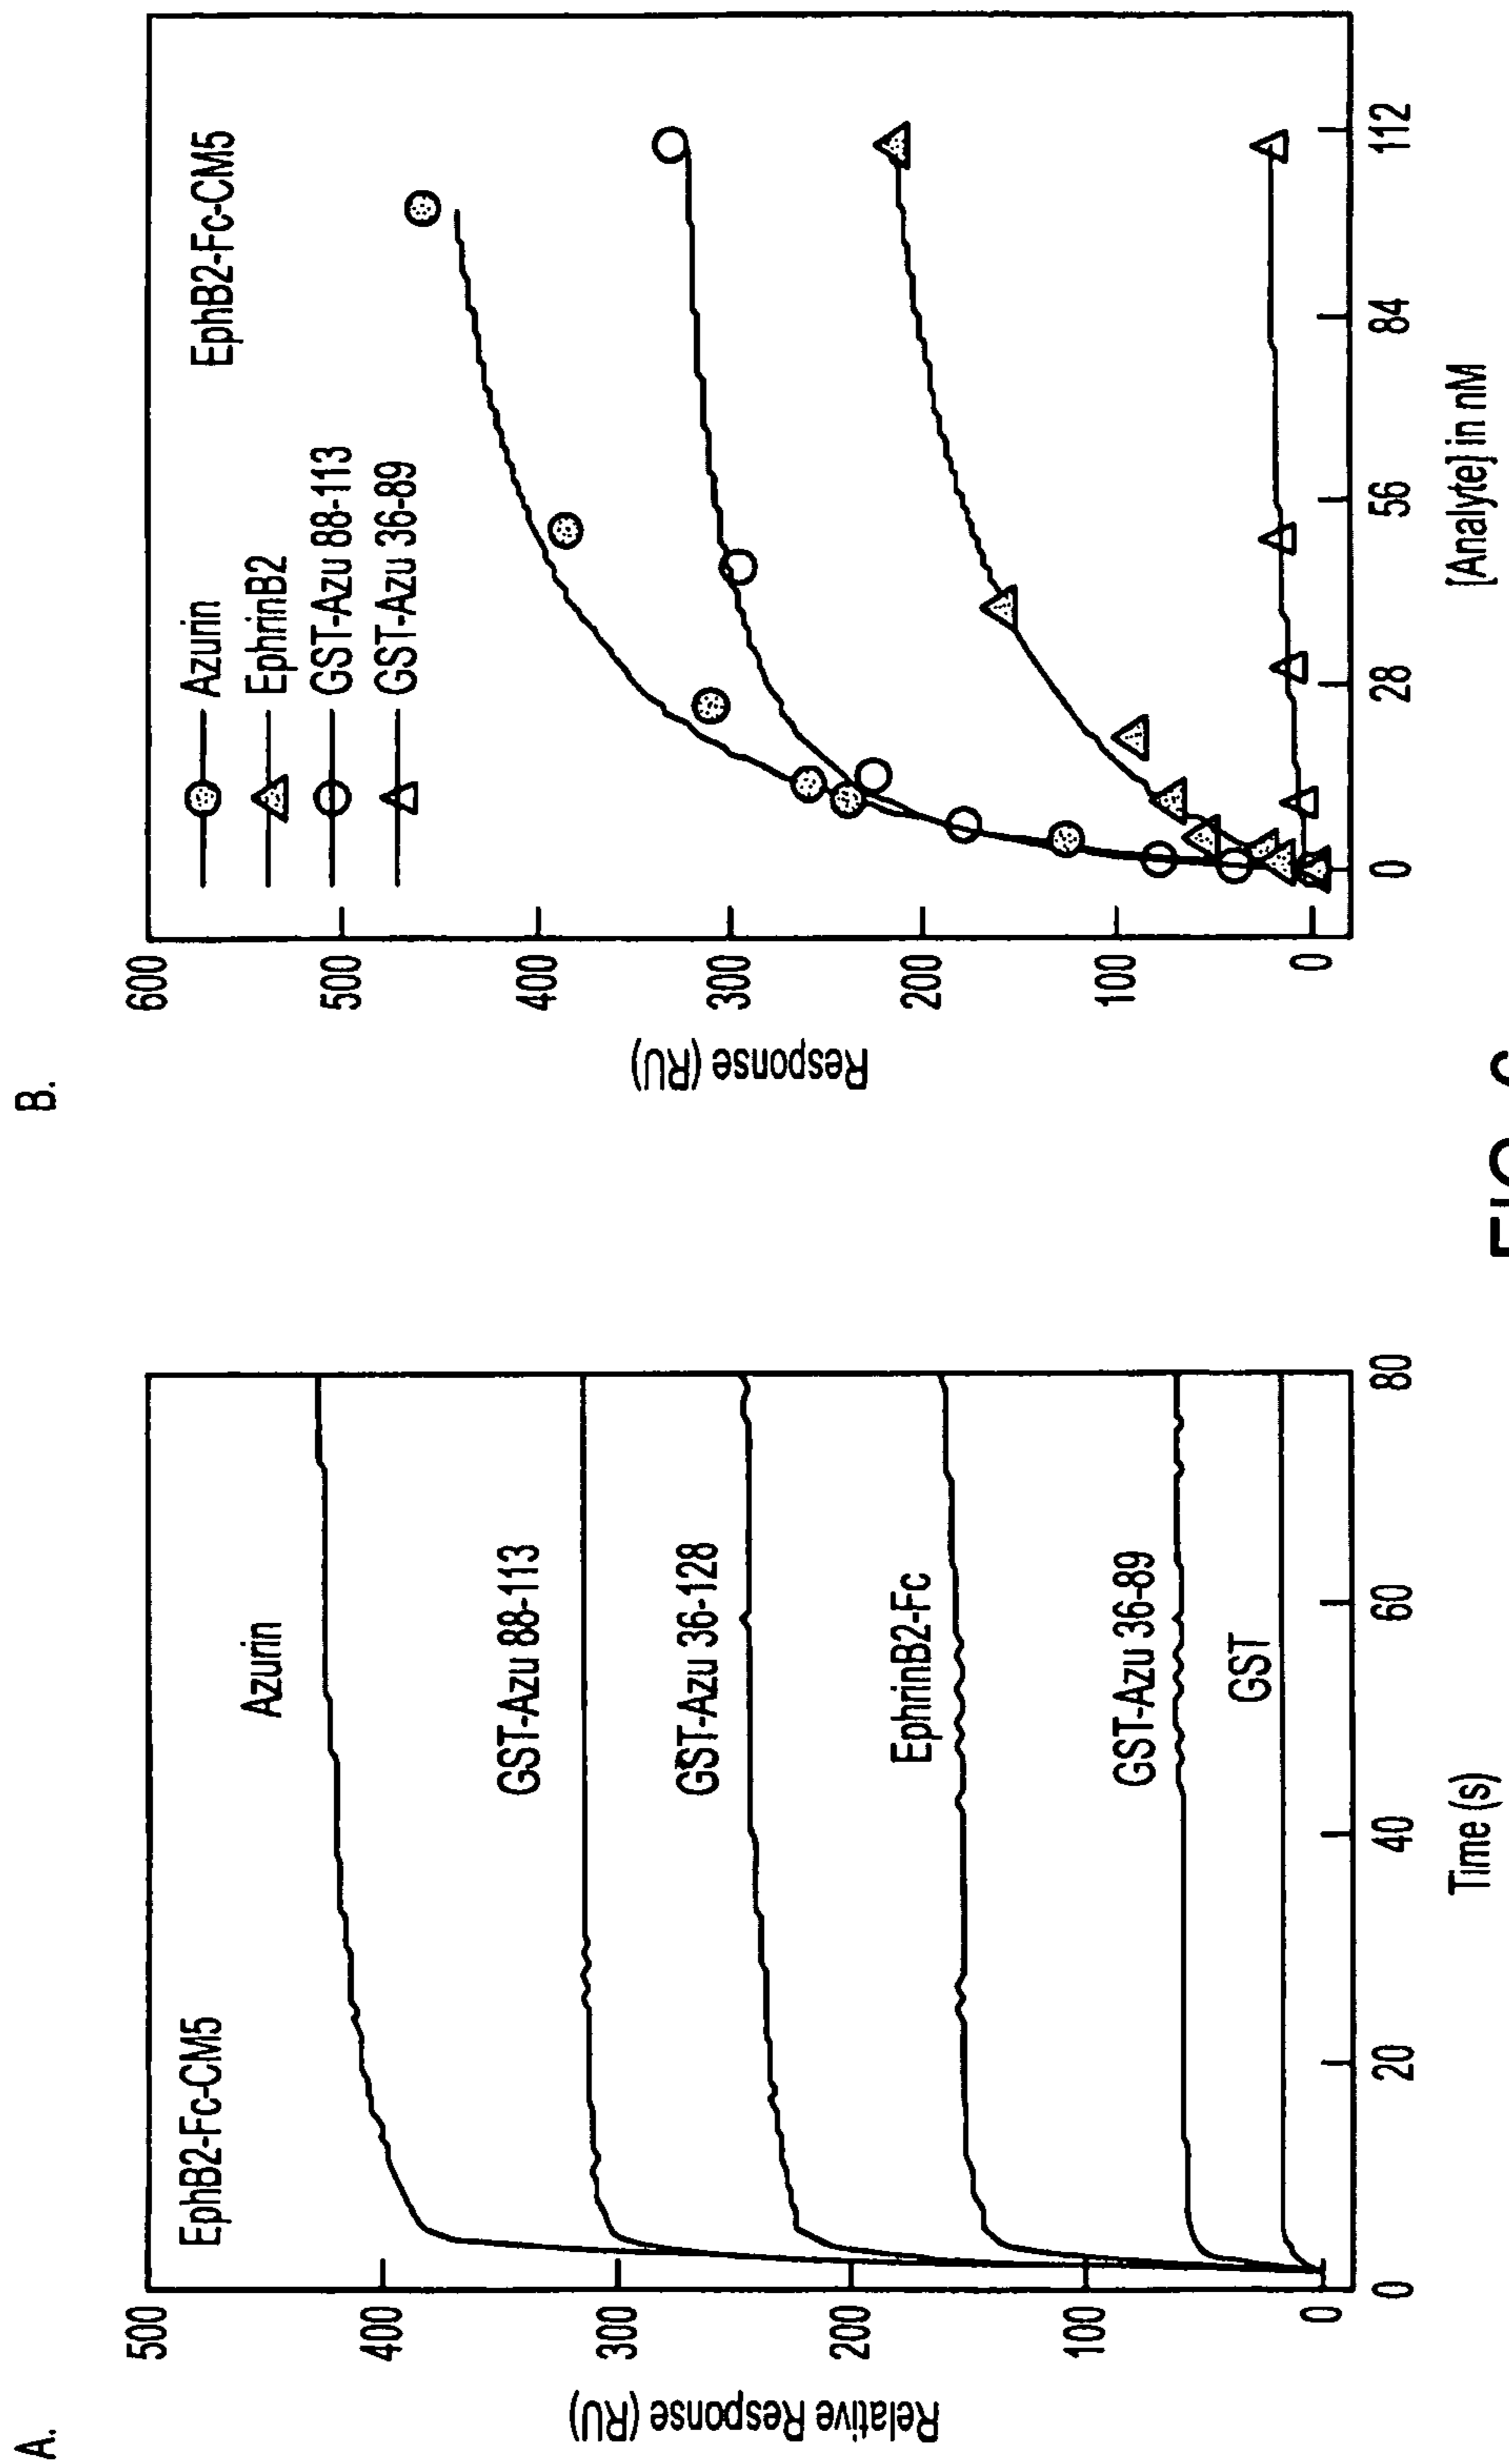 A.
EphB2-Fc-CM5
Relative Response (RU)
500
400
300
200
100
0
Azurin
GST-Azu 88-113
GST-Azu 36-128
EphrinB2-Fc
GST-Azu 36-89
GST
0
20
40
60
80
Time (s)
B.
EphB2-Fc-CM5
Azurin
EphrinB2
GST-Azu 88-113
GST-Azu 36-89
Response (RU)
600
500
400
300
200
100
0
0
28
56
84
112
[Analyte] in nM